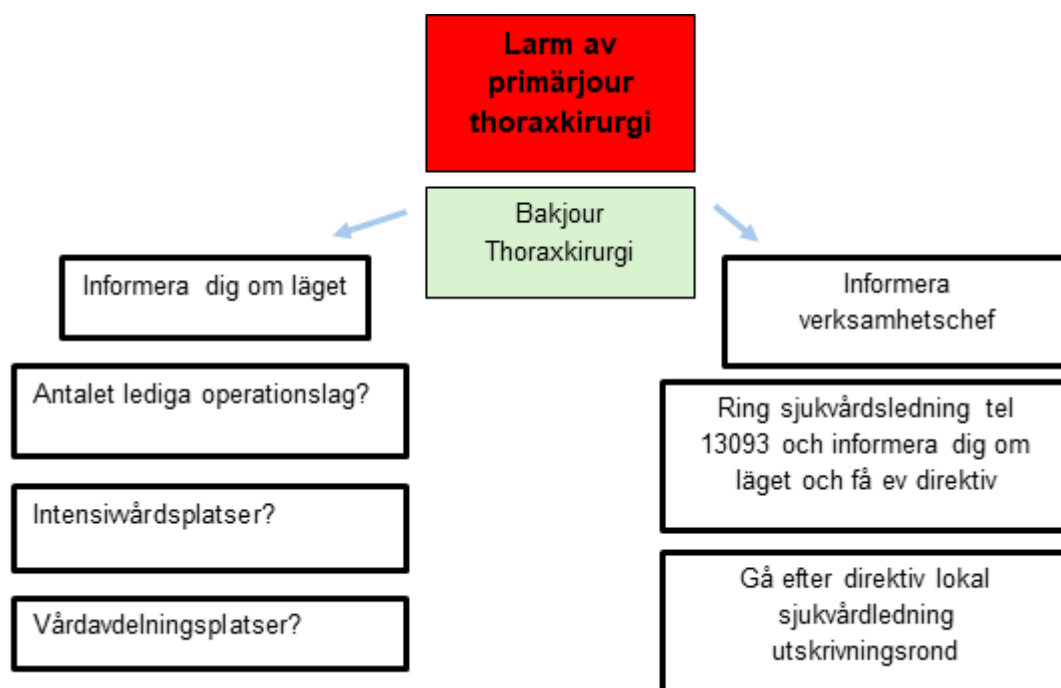 Larm av
primärjour
thoraxkirurgi
Bakjour
Thoraxkirurgi
Informera dig om läget
Antalet lediga operationslag?
Intensivvårdsplatser?
Vårdavdelningsplatser?
Informera
verksamhetschef
Ring sjukvårdsledning tel
13093 och informera dig om
läget och få ev direktiv
Gå efter direktiv lokal
sjukvårdledning
utskrivningsrond